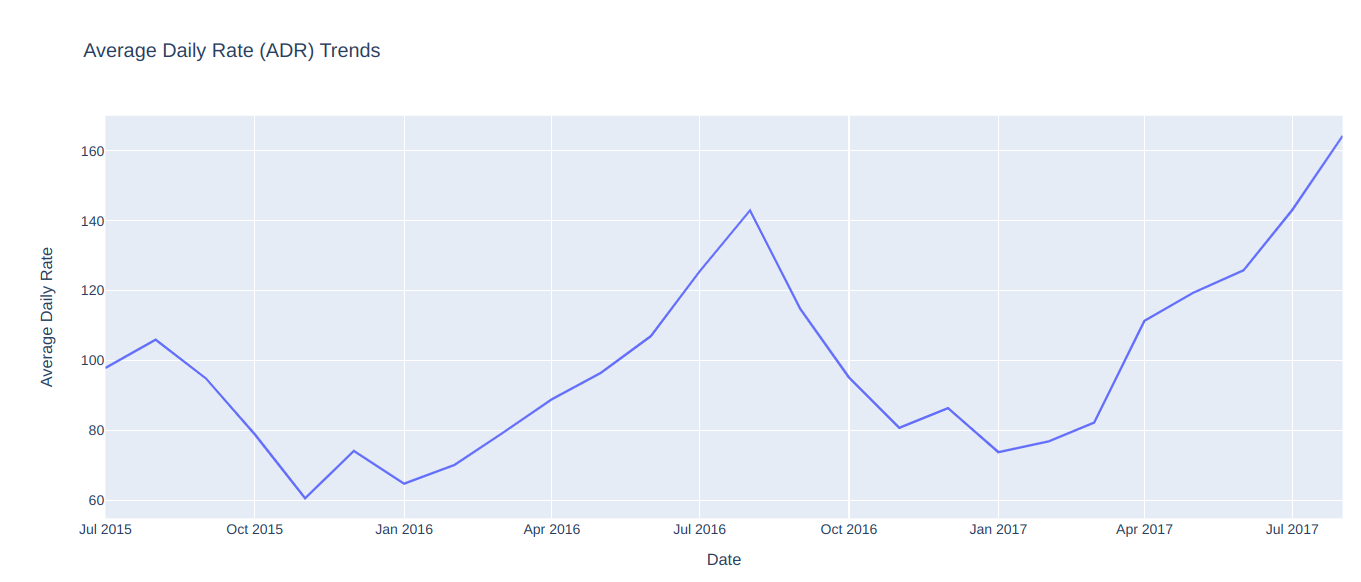 Average Daily Rate (ADR) Trends
Average Daily Rate
160
140
120
100
80
60
Jul 2015 Oct 2015 Jan 2016 Apr 2016 Jul 2016 Oct 2016 Jan 2017 Apr 2017 Jul 2017
Date